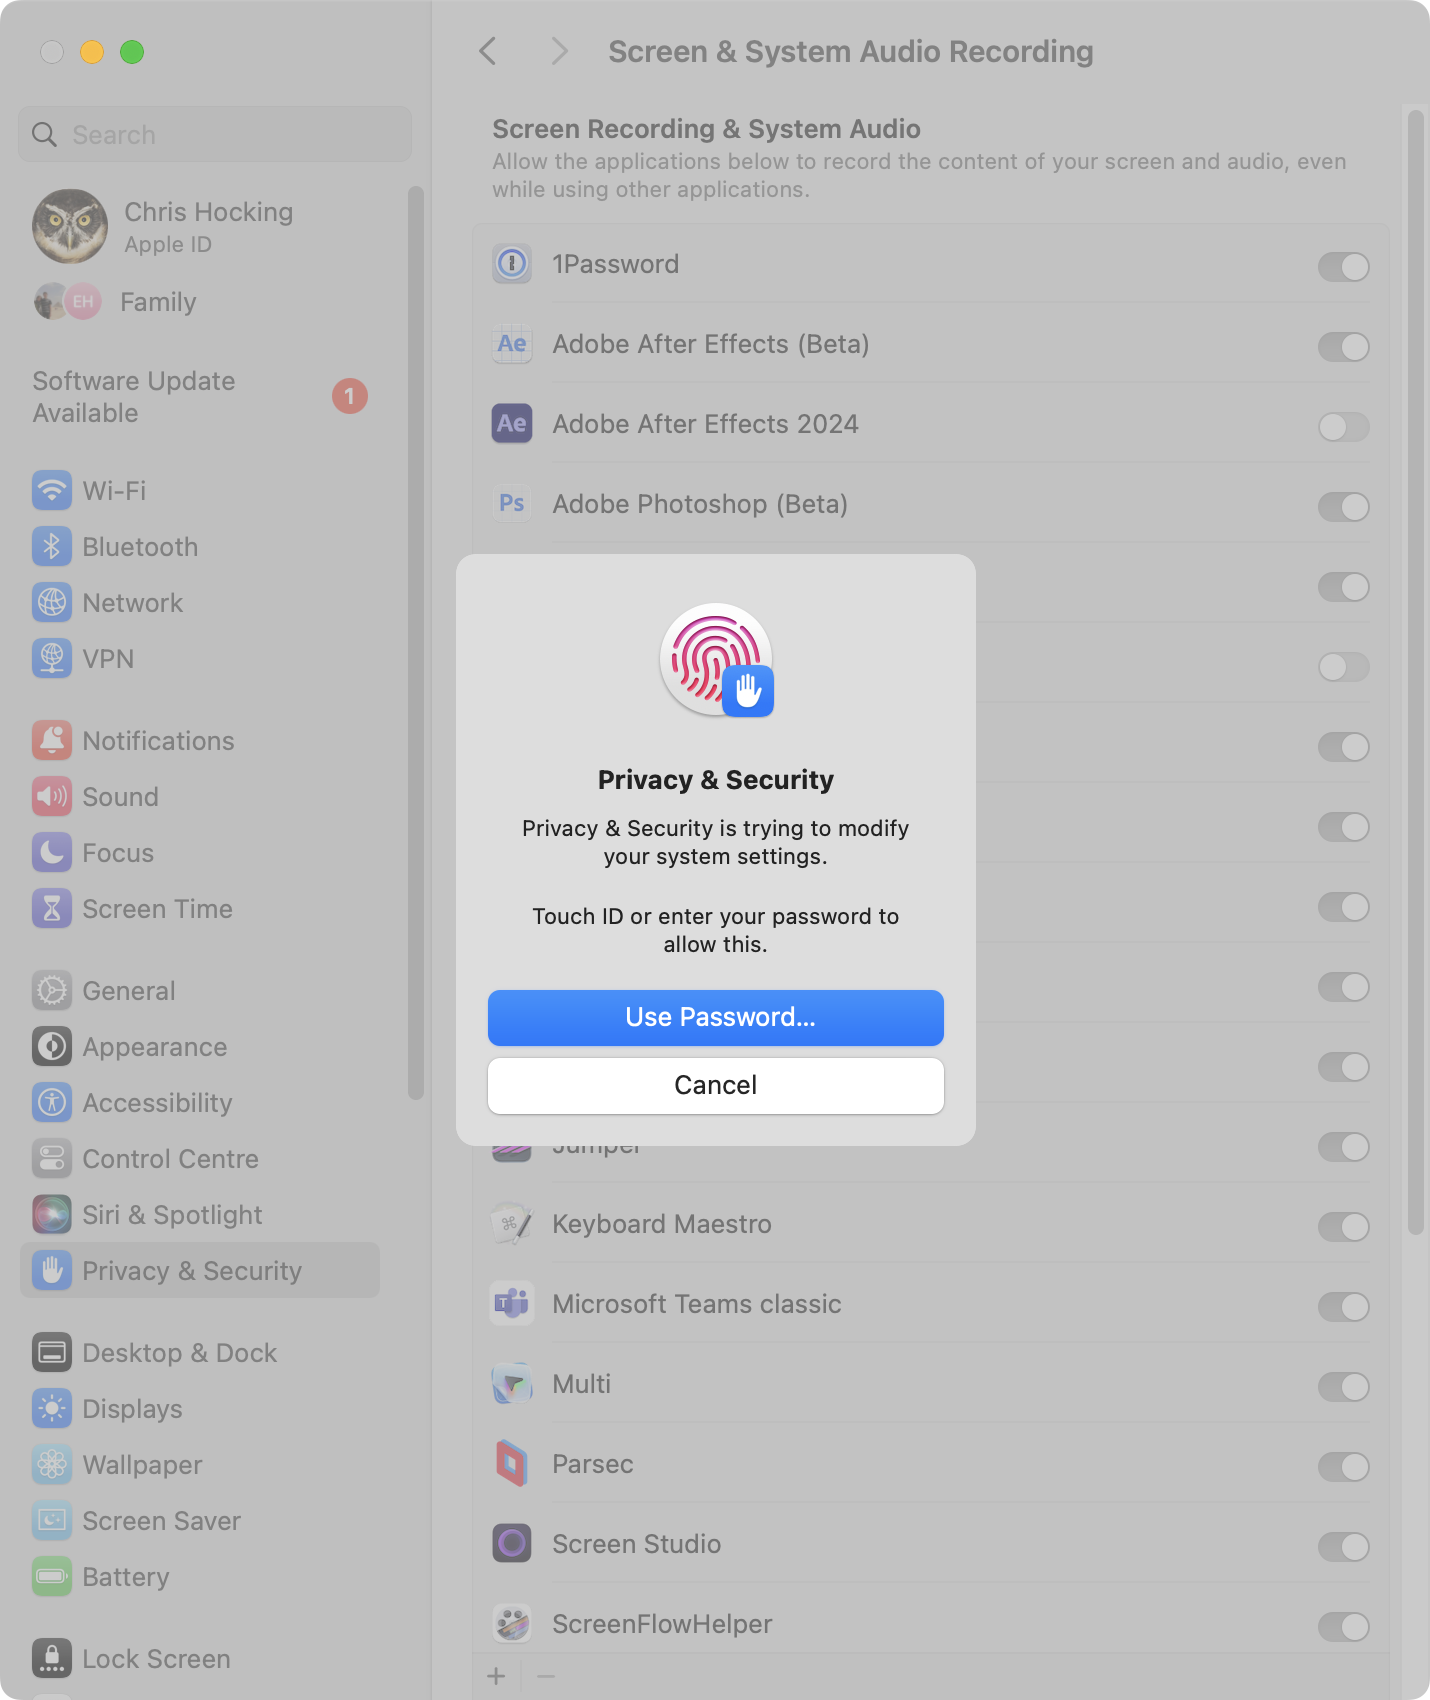 Search
Chris Hocking
Apple ID
EH
Family
Software Update
Available
1
Wi-Fi
Bluetooth
Network
VPN
Notifications
Sound
Focus
Screen Time
General
Appearance
Accessibility
Control Centre
Siri & Spotlight
Privacy & Security
Desktop & Dock
Displays
Wallpaper
Screen Saver
Battery
Lock Screen
Screen & System Audio Recording
Screen Recording & System Audio
Allow the applications below to record the content of your screen and audio, even
while using other applications.
1Password
Ae
Adobe After Effects (Beta)
Ae
Adobe After Effects 2024
Ps
Adobe Photoshop (Beta)
Privacy & Security
Privacy & Security is trying to modify
your system settings.
Touch ID or enter your password to
allow this.
Use Password...
Cancel
Jumper
Keyboard Maestro
T
Microsoft Teams classic
Multi
Parsec
Screen Studio
ScreenFlowHelper